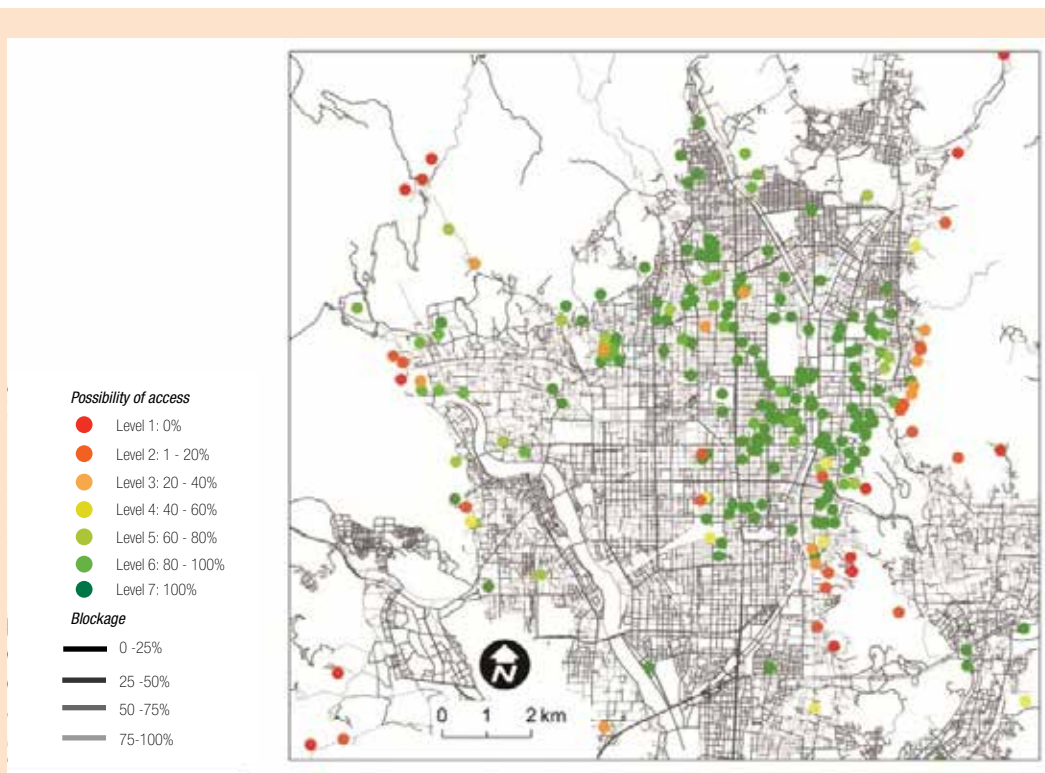 Possibility of access
Level 1: 0%
Level 2: 1 - 20%
Level 3: 20 - 40%
Level 4: 40 - 60%
Level 5: 60 - 80%
Level 6: 80 - 100%
Level 7: 100%
Blockage
0 -25%
25 -50%
50 -75%
75-100%
N
0 1 2 km